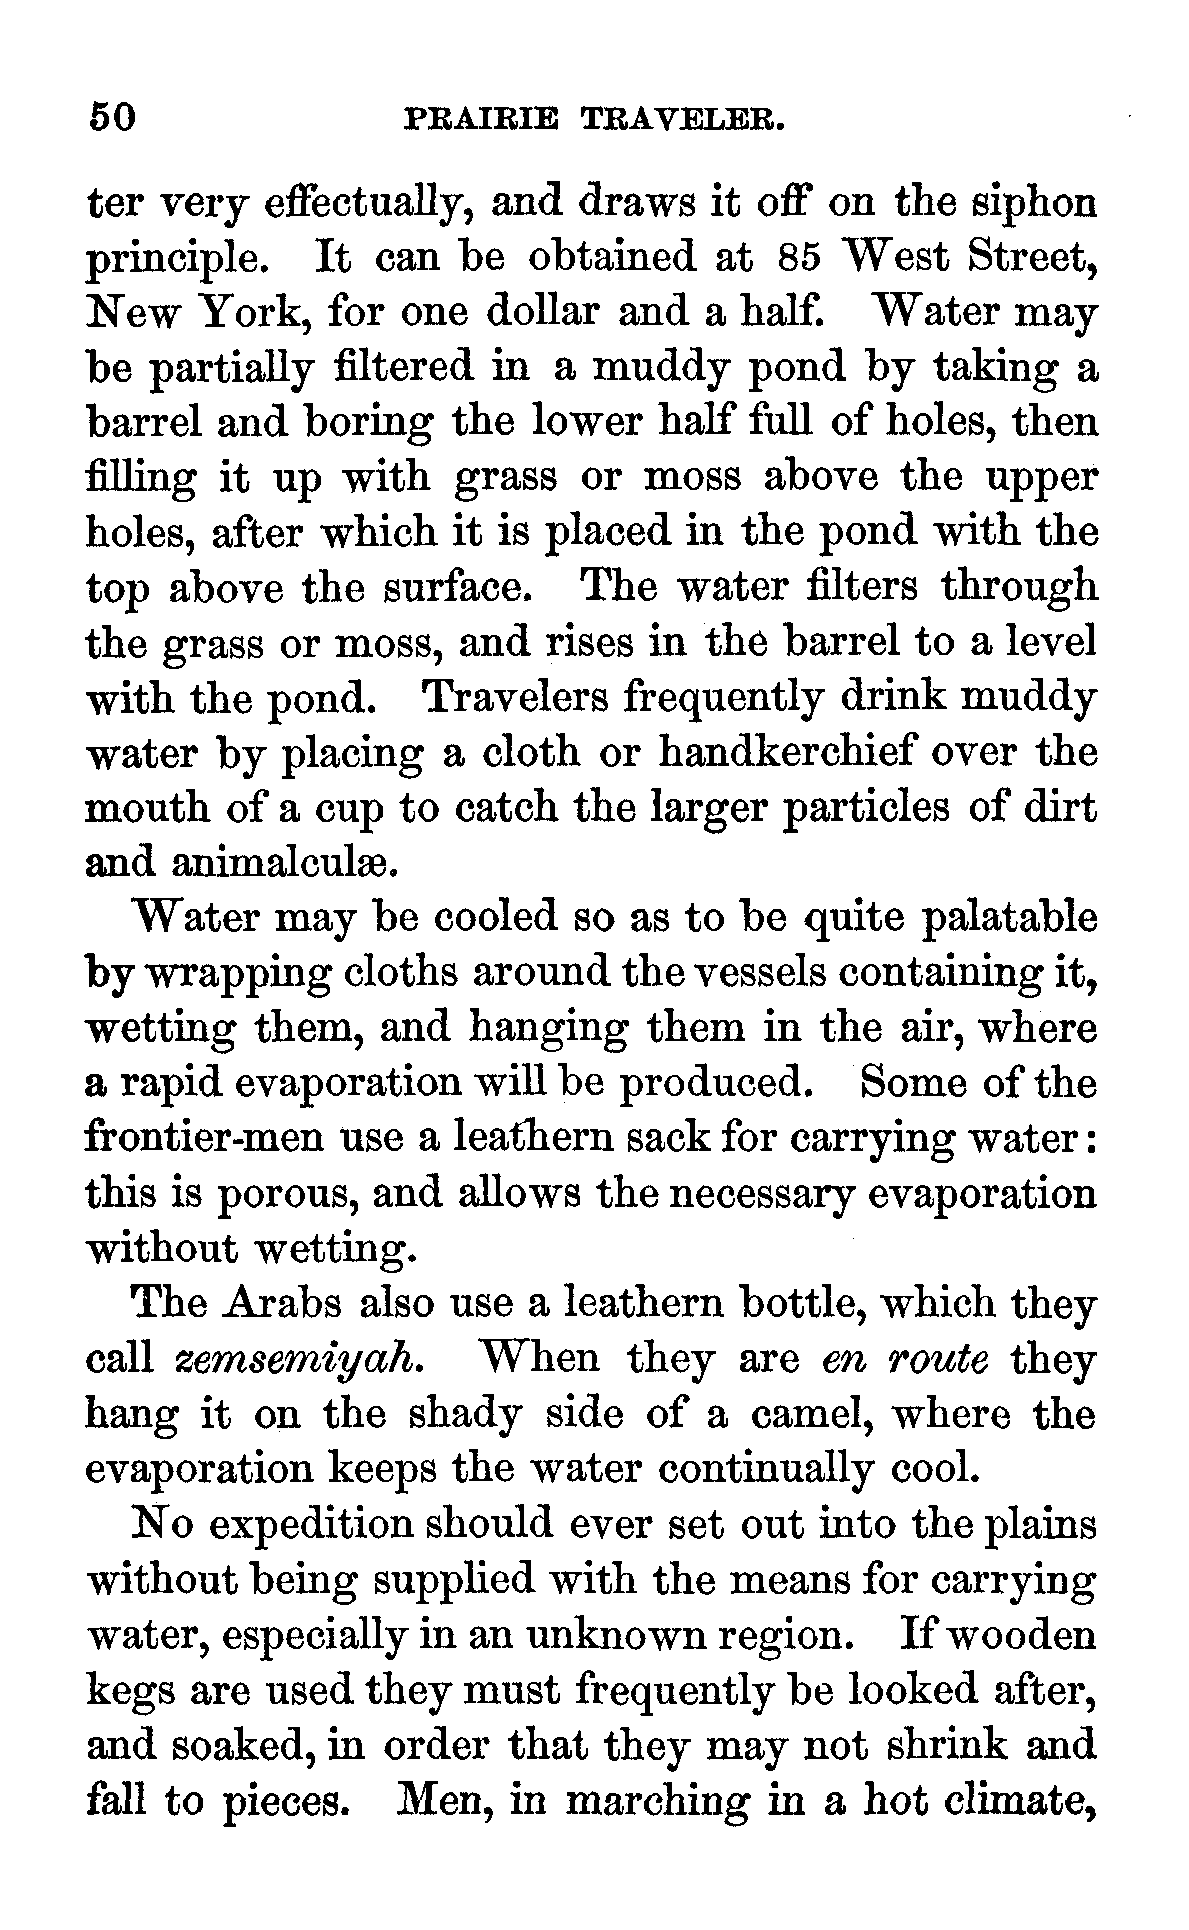 50 PRAIRIE TRAVELER.
ter very effectually, and draws it off on the siphon
principle. It can be obtained at 85 West Street,
New York, for one dollar and a half. Water may
be partially filtered in a muddy pond by taking a
barrel and boring the lower half full of holes, then
filling it up with grass or moss above the upper
holes, after which it is placed in the pond with the
top above the surface. The water filters through
the grass or moss, and rises in the barrel to a level
with the pond. Travelers frequently drink muddy
water by placing a cloth or handkerchief over the
mouth of a cup to catch the larger particles of dirt
and animalculæ.
Water may be cooled so as to be quite palatable
by wrapping cloths around the vessels containing it,
wetting them, and hanging them in the air, where
a rapid evaporation will be produced. Some of the
frontier-men use a leathern sack for carrying water:
this is porous, and allows the necessary evaporation
without wetting.
The Arabs also use a leathern bottle, which they
call zemsemiyah. When they are en route they
hang it on the shady side of a camel, where the
evaporation keeps the water continually cool.
No expedition should ever set out into the plains
without being supplied with the means for carrying
water, especially in an unknown region. If wooden
kegs are used they must frequently be looked after,
and soaked, in order that they may not shrink and
fall to pieces. Men, in marching in a hot climate,